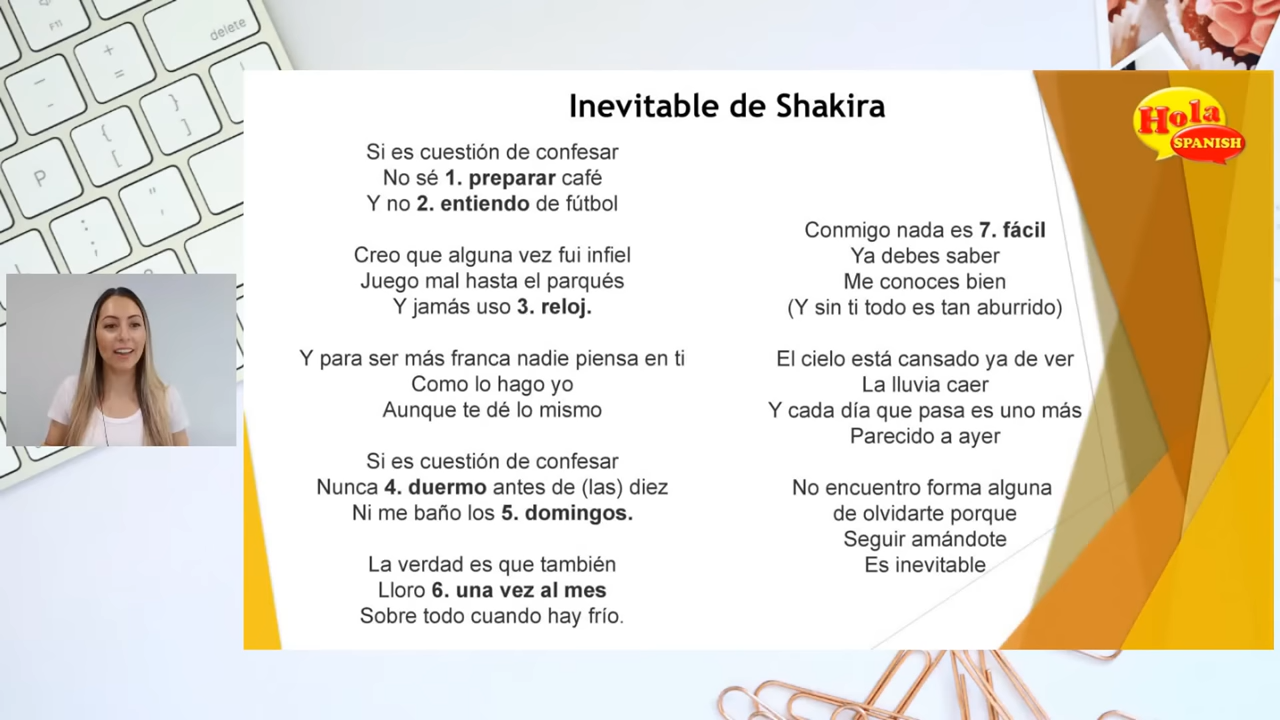 F11
delete
+
=
-
}
]
{
[
P
"
'
:
;
?
Inevitable de Shakira
Hola
SPANISH
Si es cuestión de confesar
No sé 1. preparar café
Y no 2. entiendo de fútbol
Creo que alguna vez fui infiel
Juego mal hasta el parqués
Y jamás uso 3. reloj.
Y para ser más franca nadie piensa en ti
Como lo hago yo
Aunque te dé lo mismo
Si es cuestión de confesar
Nunca 4. duermo antes de (las) diez
Ni me baño los 5. domingos.
La verdad es que también
Lloro 6. una vez al mes
Sobre todo cuando hay frío.
Conmigo nada es 7. fácil
Ya debes saber
Me conoces bien
(Y sin ti todo es tan aburrido)
El cielo está cansado ya de ver
La lluvia caer
Y cada día que pasa es uno más
Parecido a ayer
No encuentro forma alguna
de olvidarte porque
Seguir amándote
Es inevitable